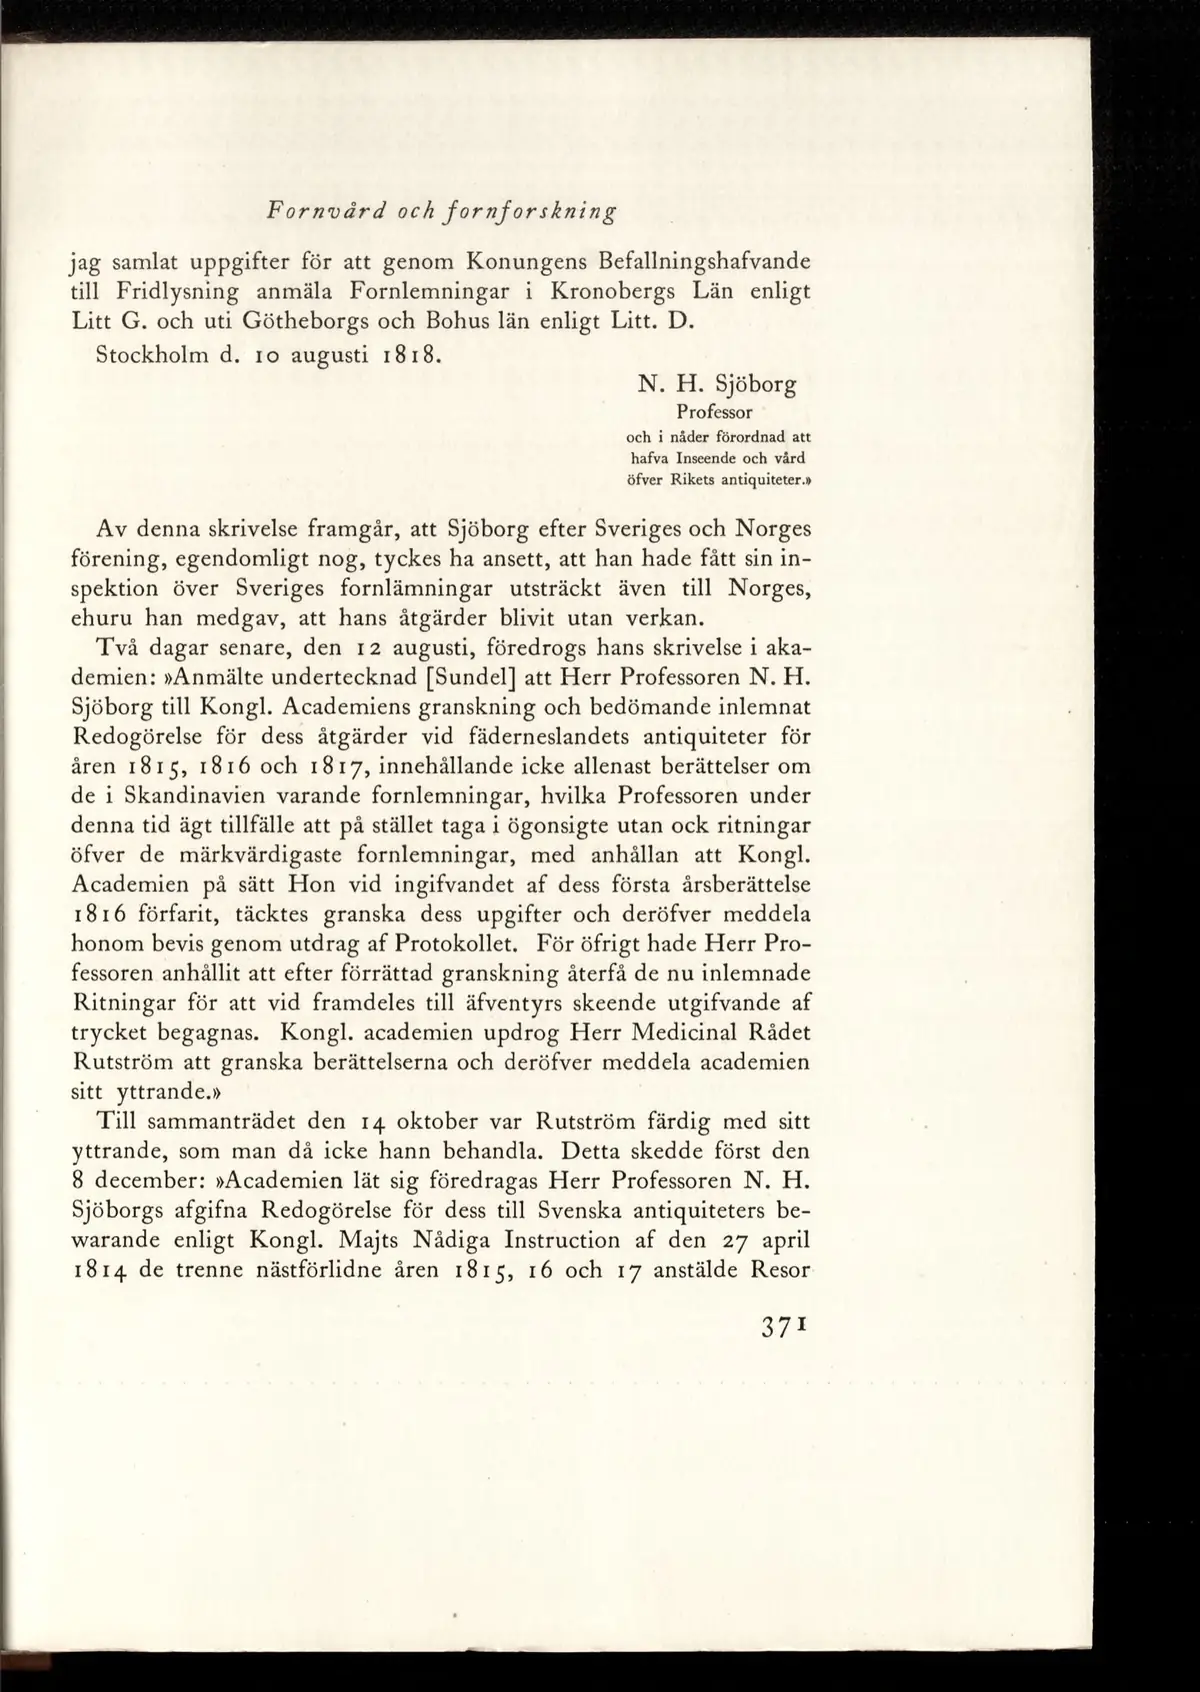 Fornvård och fornforskning
jag samlat uppgifter för att genom Konungens Befallningshafvande
till Fridlysning anmäla Fornlemningar i Kronobergs Län enligt
Litt G. och uti Götheborgs och Bohus län enligt Litt. D.
Stockholm d. 10 augusti 1818.
N. H. Sjöborg
Professor
och i nåder förordnad att
hafva Inseende och vård
öfver Rikets antiquiteter.»
Av denna skrivelse framgår, att Sjöborg efter Sveriges och Norges
förening, egendomligt nog, tyckes ha ansett, att han hade fått sin in-
spektion över Sveriges fornlämningar utsträckt även till Norges,
ehuru han medgav, att hans åtgärder blivit utan verkan.
Två dagar senare, den 12 augusti, föredrogs hans skrivelse i aka-
demien: »Anmälte undertecknad [Sundel] att Herr Professoren N. H.
Sjöborg till Kongl. Academiens granskning och bedömande inlemnat
Redogörelse för dess åtgärder vid fäderneslandets antiquiteter för
åren 1815, 1816 och 1817, innehållande icke allenast berättelser om
de i Skandinavien varande fornlemningar, hvilka Professoren under
denna tid ägt tillfälle att på stället taga i ögonsigte utan ock ritningar
öfver de märkvärdigaste fornlemningar, med anhållan att Kongl.
Academien på sätt Hon vid ingifvandet af dess första årsberättelse
1816 förfarit, täcktes granska dess upgifter och deröfver meddela
honom bevis genom utdrag af Protokollet. För öfrigt hade Herr Pro-
fessoren anhållit att efter förrättad granskning återfå de nu inlemnade
Ritningar för att vid framdeles till äfventyrs skeende utgifvande af
trycket begagnas. Kongl. academien updrog Herr Medicinal Rådet
Rutström att granska berättelserna och deröfver meddela academien
sitt yttrande.»
Till sammanträdet den 14 oktober var Rutström färdig med sitt
yttrande, som man då icke hann behandla. Detta skedde först den
8 december: »Academien lät sig föredragas Herr Professoren N. H.
Sjöborgs afgifna Redogörelse för dess till Svenska antiquiteters be-
warande enligt Kongl. Majts Nådiga Instruction af den 27 april
1814 de trenne nästförlidne åren 1815, 16 och 17 anstälde Resor
371